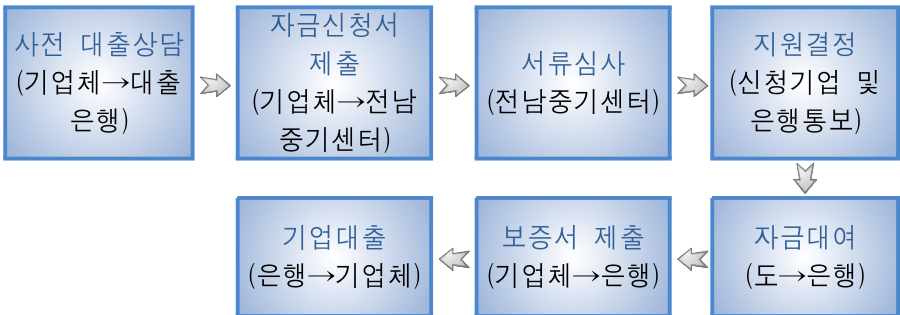 사전 대출상담
(기업체→대출
은행)
자금신청서
제출
(기업체→전남
중기센터)
서류심사
(전남중기센터)
지원결정
(신청기업 및
은행통보)
자금대여
(도→은행)
보증서 제출
(기업체→은행)
기업대출
(은행→기업체)